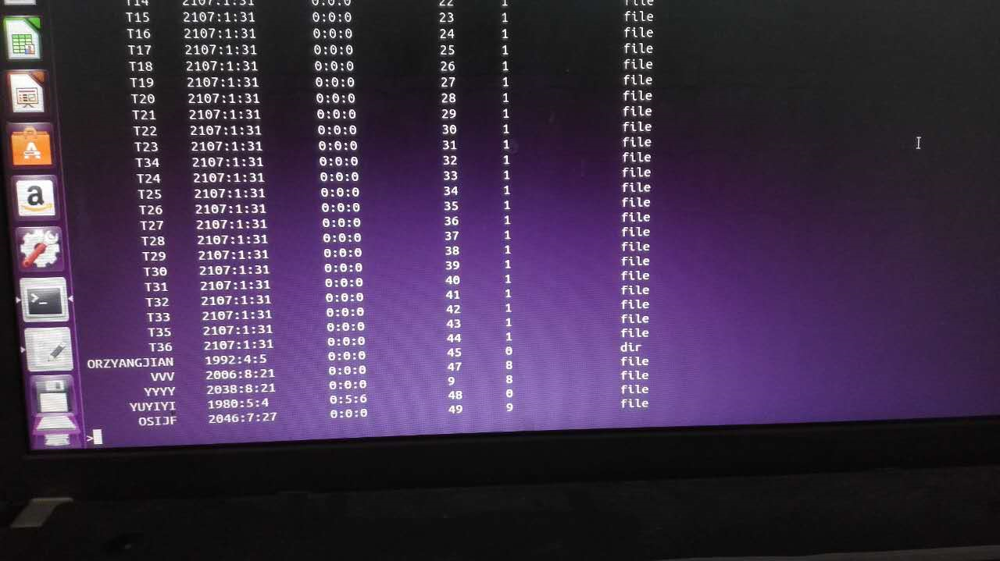 T14 2107:1:31 0:0:0 22 1 file
T15 2107:1:31 0:0:0 23 1 file
T16 2107:1:31 0:0:0 24 1 file
T17 2107:1:31 0:0:0 25 1 file
T18 2107:1:31 0:0:0 26 1 file
T19 2107:1:31 0:0:0 27 1 file
T20 2107:1:31 0:0:0 28 1 file
T21 2107:1:31 0:0:0 29 1 file
T22 2107:1:31 0:0:0 30 1 file
T23 2107:1:31 0:0:0 31 1 file
T34 2107:1:31 0:0:0 32 1 file
T24 2107:1:31 0:0:0 33 1 file
T25 2107:1:31 0:0:0 34 1 file
T26 2107:1:31 0:0:0 35 1 file
T27 2107:1:31 0:0:0 36 1 file
T28 2107:1:31 0:0:0 37 1 file
T29 2107:1:31 0:0:0 38 1 file
T30 2107:1:31 0:0:0 39 1 file
T31 2107:1:31 0:0:0 40 1 file
T32 2107:1:31 0:0:0 41 1 file
T33 2107:1:31 0:0:0 42 1 file
T35 2107:1:31 0:0:0 43 1 file
T36 2107:1:31 0:0:0 44 1 file
ORZYANGJIAN 1992:4:5 0:0:0 45 0 dir
VVV 2006:8:21 0:0:0 47 8 file
YYYY 2038:8:21 0:0:0 9 8 file
YUYIYI 1980:5:4 0:5:6 48 0 file
OSIJF 2046:7:27 0:0:0 49 9 file
>